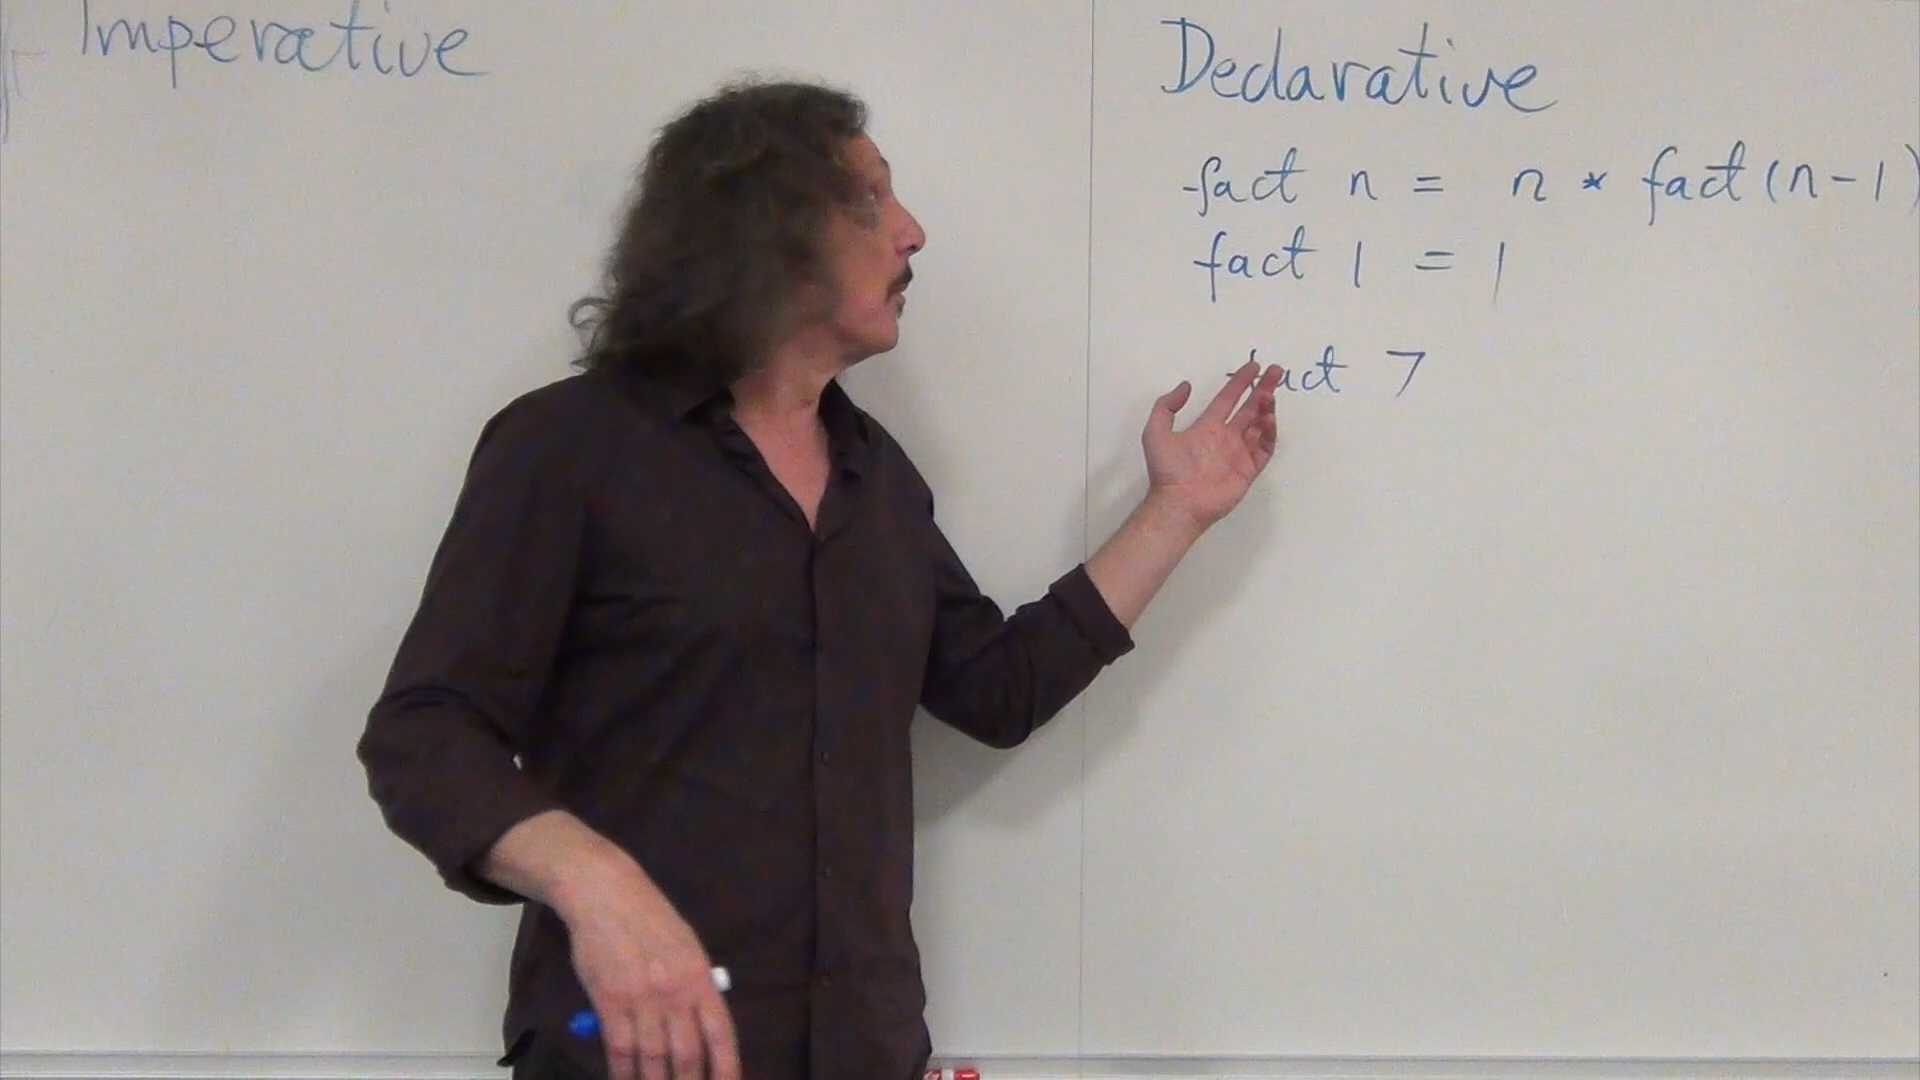 Imperative
Declarative
fact n = n * fact (n-1)
fact 1 = 1
fact 7